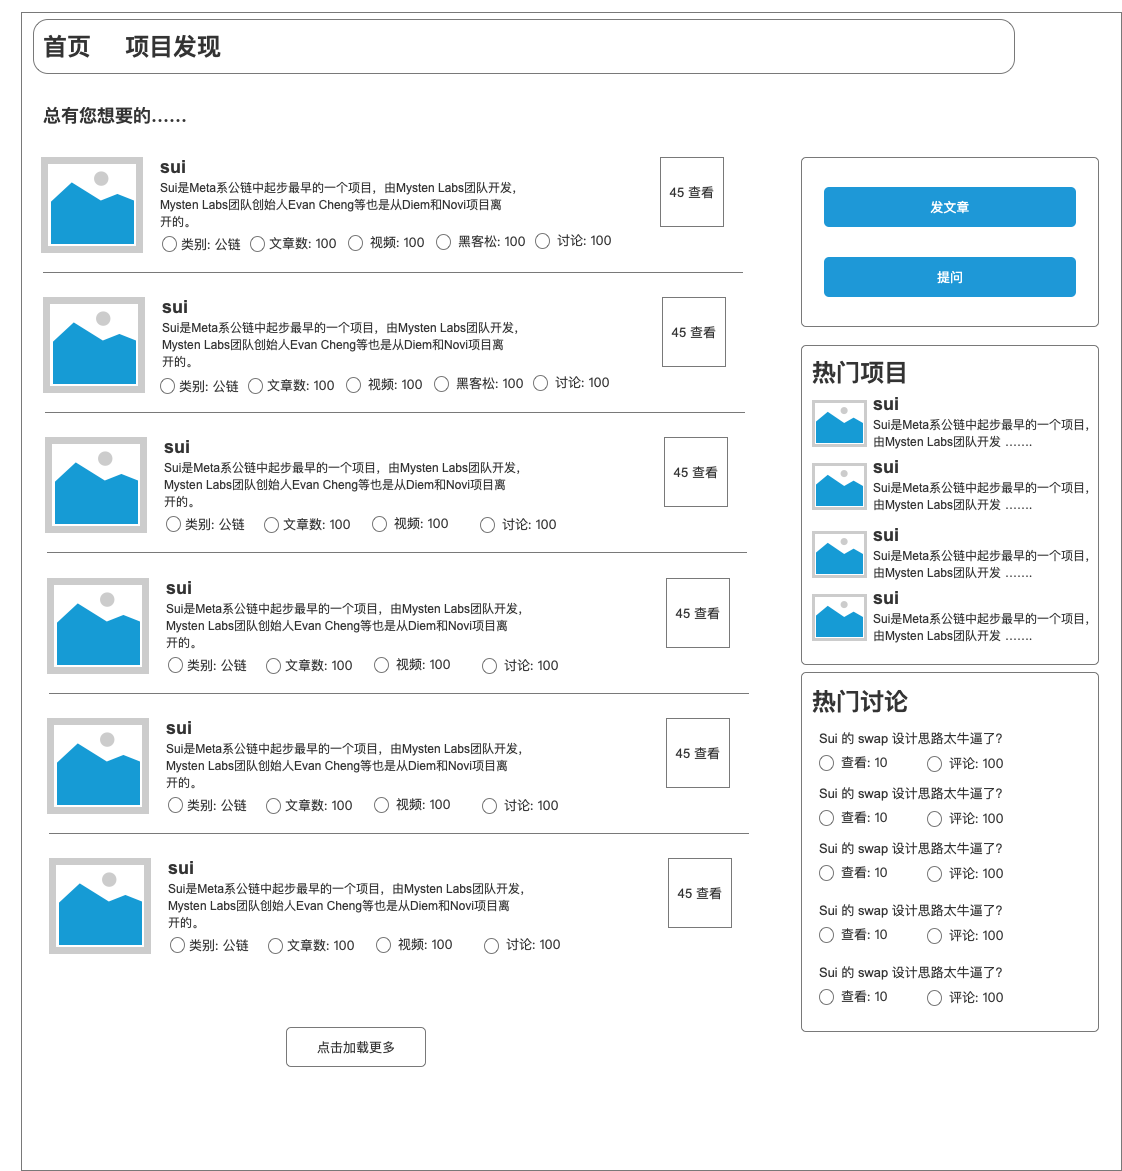 首页 项目发现
总有您想要的……
sui
Sui是Meta系公链中起步最早的一个项目，由Mysten Labs团队开发，
Mysten Labs团队创始人Evan Cheng等也是从Diem和Novi项目离
开的。
类别: 公链 文章数: 100 视频: 100 黑客松: 100 讨论: 100
45 查看
sui
Sui是Meta系公链中起步最早的一个项目，由Mysten Labs团队开发，
Mysten Labs团队创始人Evan Cheng等也是从Diem和Novi项目离
开的。
类别: 公链 文章数: 100 视频: 100 黑客松: 100 讨论: 100
45 查看
sui
Sui是Meta系公链中起步最早的一个项目，由Mysten Labs团队开发，
Mysten Labs团队创始人Evan Cheng等也是从Diem和Novi项目离
开的。
类别: 公链 文章数: 100 视频: 100 讨论: 100
45 查看
sui
Sui是Meta系公链中起步最早的一个项目，由Mysten Labs团队开发，
Mysten Labs团队创始人Evan Cheng等也是从Diem和Novi项目离
开的。
类别: 公链 文章数: 100 视频: 100 讨论: 100
45 查看
sui
Sui是Meta系公链中起步最早的一个项目，由Mysten Labs团队开发，
Mysten Labs团队创始人Evan Cheng等也是从Diem和Novi项目离
开的。
类别: 公链 文章数: 100 视频: 100 讨论: 100
45 查看
sui
Sui是Meta系公链中起步最早的一个项目，由Mysten Labs团队开发，
Mysten Labs团队创始人Evan Cheng等也是从Diem和Novi项目离
开的。
类别: 公链 文章数: 100 视频: 100 讨论: 100
45 查看
点击加载更多
发文章
提问
热门项目
sui
Sui是Meta系公链中起步最早的一个项目，
由Mysten Labs团队开发 …….
sui
Sui是Meta系公链中起步最早的一个项目，
由Mysten Labs团队开发 …….
sui
Sui是Meta系公链中起步最早的一个项目，
由Mysten Labs团队开发 …….
sui
Sui是Meta系公链中起步最早的一个项目，
由Mysten Labs团队开发 …….
热门讨论
Sui 的 swap 设计思路太牛逼了?
查看: 10 评论: 100
Sui 的 swap 设计思路太牛逼了?
查看: 10 评论: 100
Sui 的 swap 设计思路太牛逼了?
查看: 10 评论: 100
Sui 的 swap 设计思路太牛逼了?
查看: 10 评论: 100
Sui 的 swap 设计思路太牛逼了?
查看: 10 评论: 100